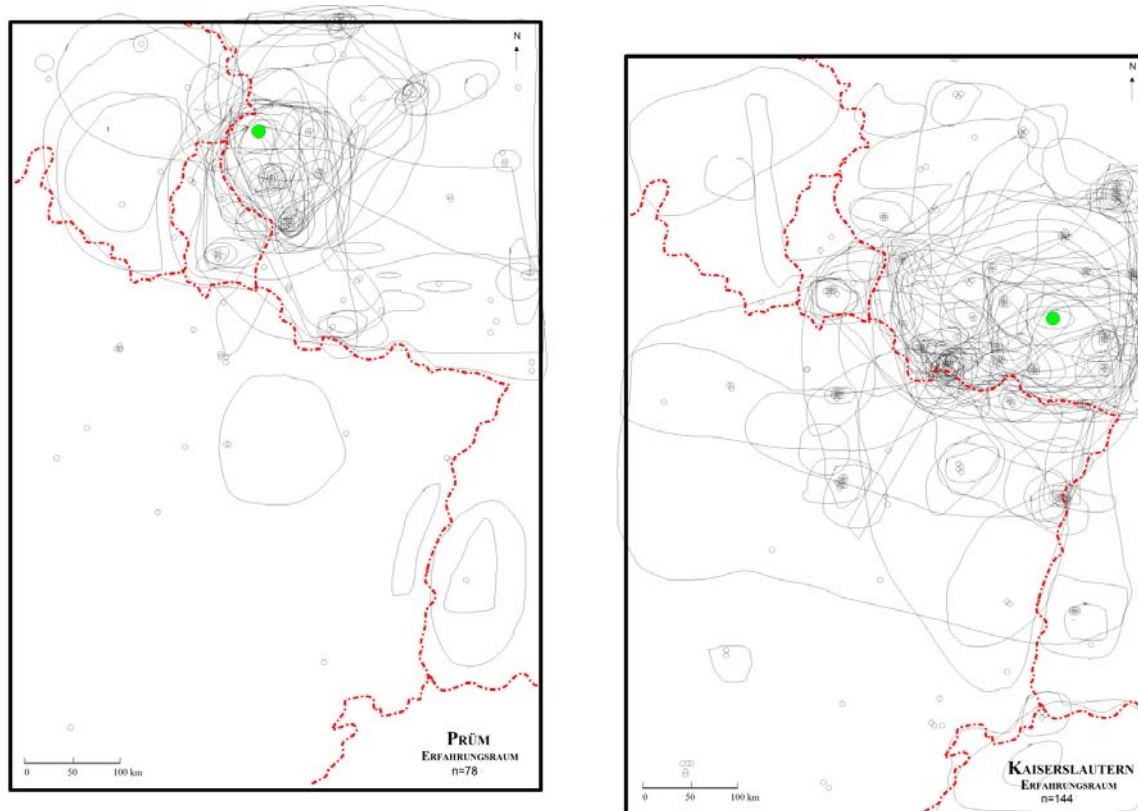 N
PRÜM
ERFAHRUNGSRAUM
n=78
0 50 100 km
N
KAISERSLAUTERN
ERFAHRUNGSRAUM
n=144
0 50 100 km